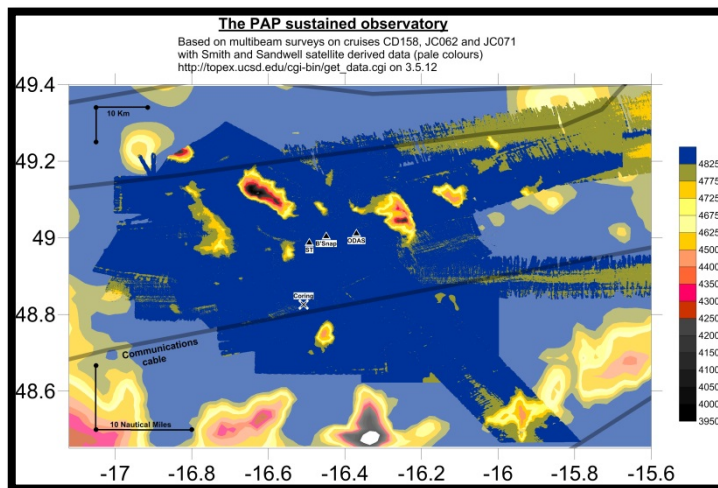 The PAP sustained observatory
Based on multibeam surveys on cruises CD158, JC062 and JC071
with Smith and Sandwell satellite derived data (pale colours)
http://topex.ucsd.edu/cgi-bin/get_data.cgi on 3.5.12
49.4
10 Km
49.2
49
ST
B'Snap
ODAS
Coring
48.8
Communications
cable
48.6
10 Nautical Miles
-17
-16.8
-16.6
-16.4
-16.2
-16
-15.8
-15.6
4825
4775
4725
4675
4625
4500
4400
4350
4300
4250
4200
4150
4100
4050
4000
3950